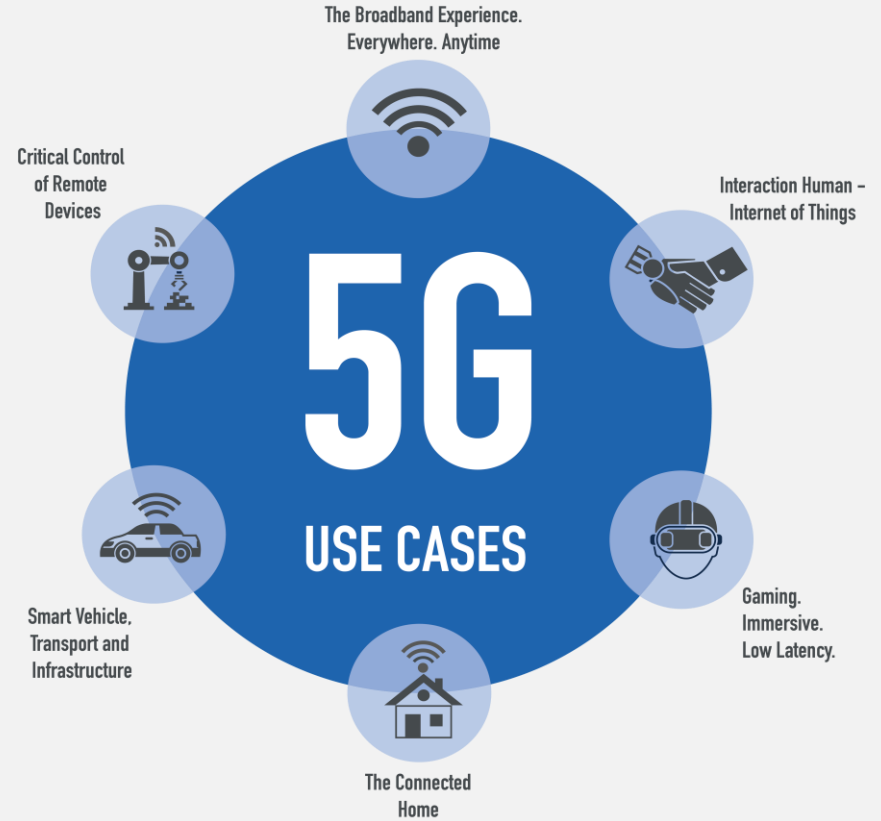 The Broadband Experience.
Everywhere. Anytime
Critical Control
of Remote
Devices
Interaction Human –
Internet of Things
5G
USE CASES
Smart Vehicle,
Transport and
Infrastructure
Gaming.
Immersive.
Low Latency.
The Connected
Home